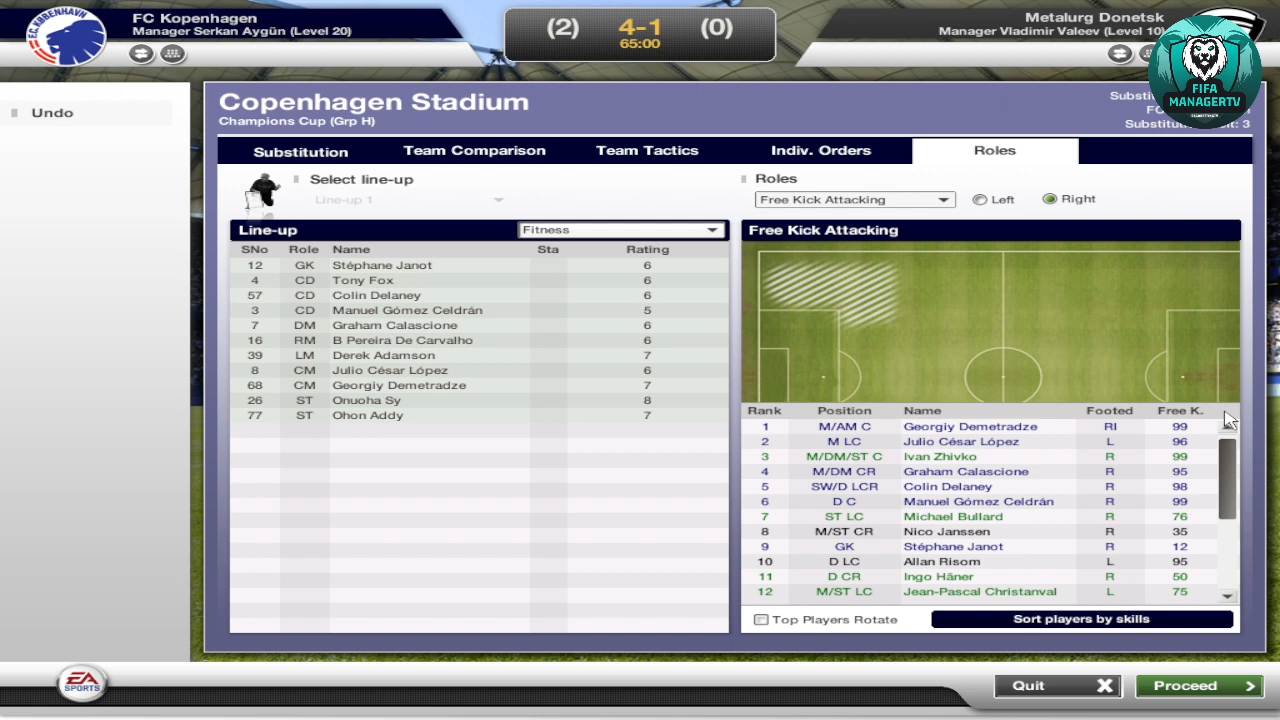 FC Kopenhagen
Manager Serkan Aygün (Level 20)
(2) 4-1 (0)
65:00
Metalurg Donetsk
Manager Vladimir Valeev (Level 10)
F.C. KØBENHAVN
FIFA
MANAGERTV
Undo
Copenhagen Stadium
Champions Cup (Grp H)
Substitution Team Comparison Team Tactics Indiv. Orders Roles
Select line-up
Line-up 1
Roles
Free Kick Attacking Left Right
Line-up Fitness
SNo Role Name Sta Rating
12 GK Stéphane Janot 6
4 CD Tony Fox 6
57 CD Colin Delaney 6
3 CD Manuel Gómez Celdrán 5
7 DM Graham Calascione 6
16 RM B Pereira De Carvalho 6
39 LM Derek Adamson 7
8 CM Julio César López 6
68 CM Georgiy Demetradze 7
26 ST Onuoha Sy 8
77 ST Ohon Addy 7
Free Kick Attacking
Rank Position Name Footed Free K.
1 M/AM C Georgiy Demetradze RI 99
2 M LC Julio César López L 96
3 M/DM/ST C Ivan Zhivko R 99
4 M/DM CR Graham Calascione R 95
5 SW/D LCR Colin Delaney R 98
6 D C Manuel Gómez Celdrán R 99
7 ST LC Michael Bullard R 76
8 M/ST CR Nico Janssen R 35
9 GK Stéphane Janot R 12
10 D LC Allan Risom L 95
11 D CR Ingo Häner R 50
12 M/ST LC Jean-Pascal Christanval L 75
Top Players Rotate Sort players by skills
EA
SPORTS
Quit Proceed